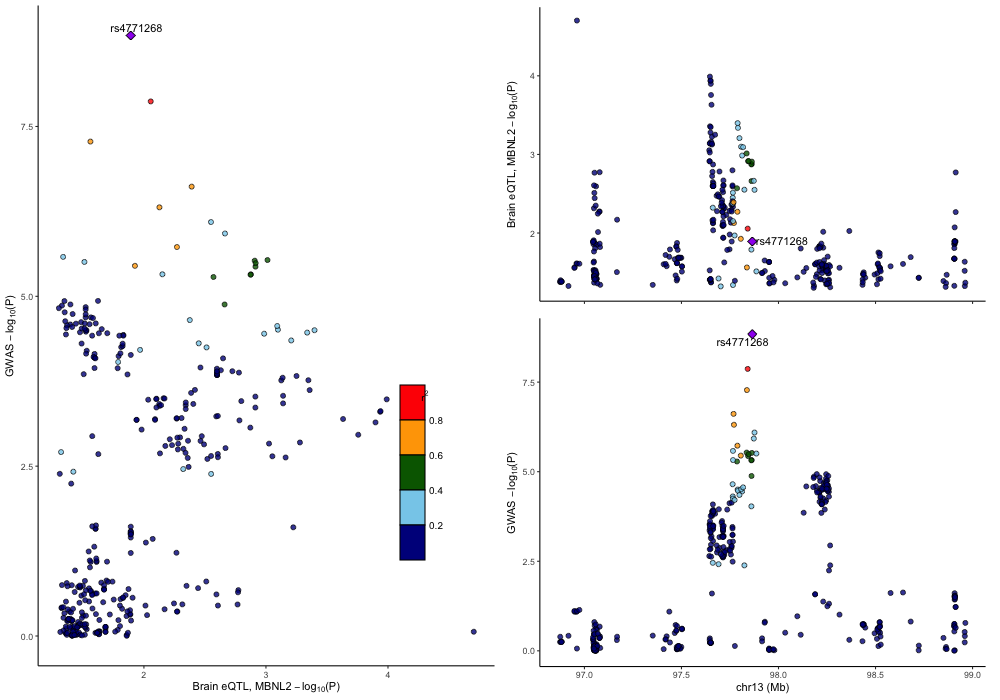 rs4771268
7.5
5.0
2.5
0.0
GWAS −log10(P)
2
3
4
Brain eQTL, MBNL2 −log10(P)
r2
0.8
0.6
0.4
0.2
4
3
2
Brain eQTL, MBNL2 −log10(P)
rs4771268
rs4771268
7.5
5.0
2.5
0.0
GWAS −log10(P)
97.0
97.5
98.0
98.5
99.0
chr13 (Mb)